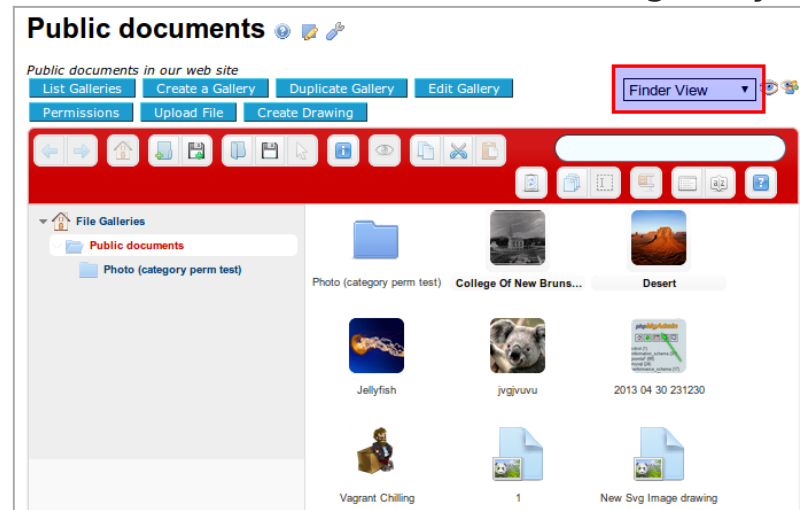 Public documents
Public documents in our web site
List Galleries Create a Gallery Duplicate Gallery Edit Gallery
Finder View
Permissions Upload File Create Drawing
File Galleries
Public documents
Photo (category perm test)
Photo (category perm test) College Of New Bruns... Desert
Jellyfish jvgjvuvu 2013 04 30 231230
Vagrant Chilling 1 New Svg Image drawing